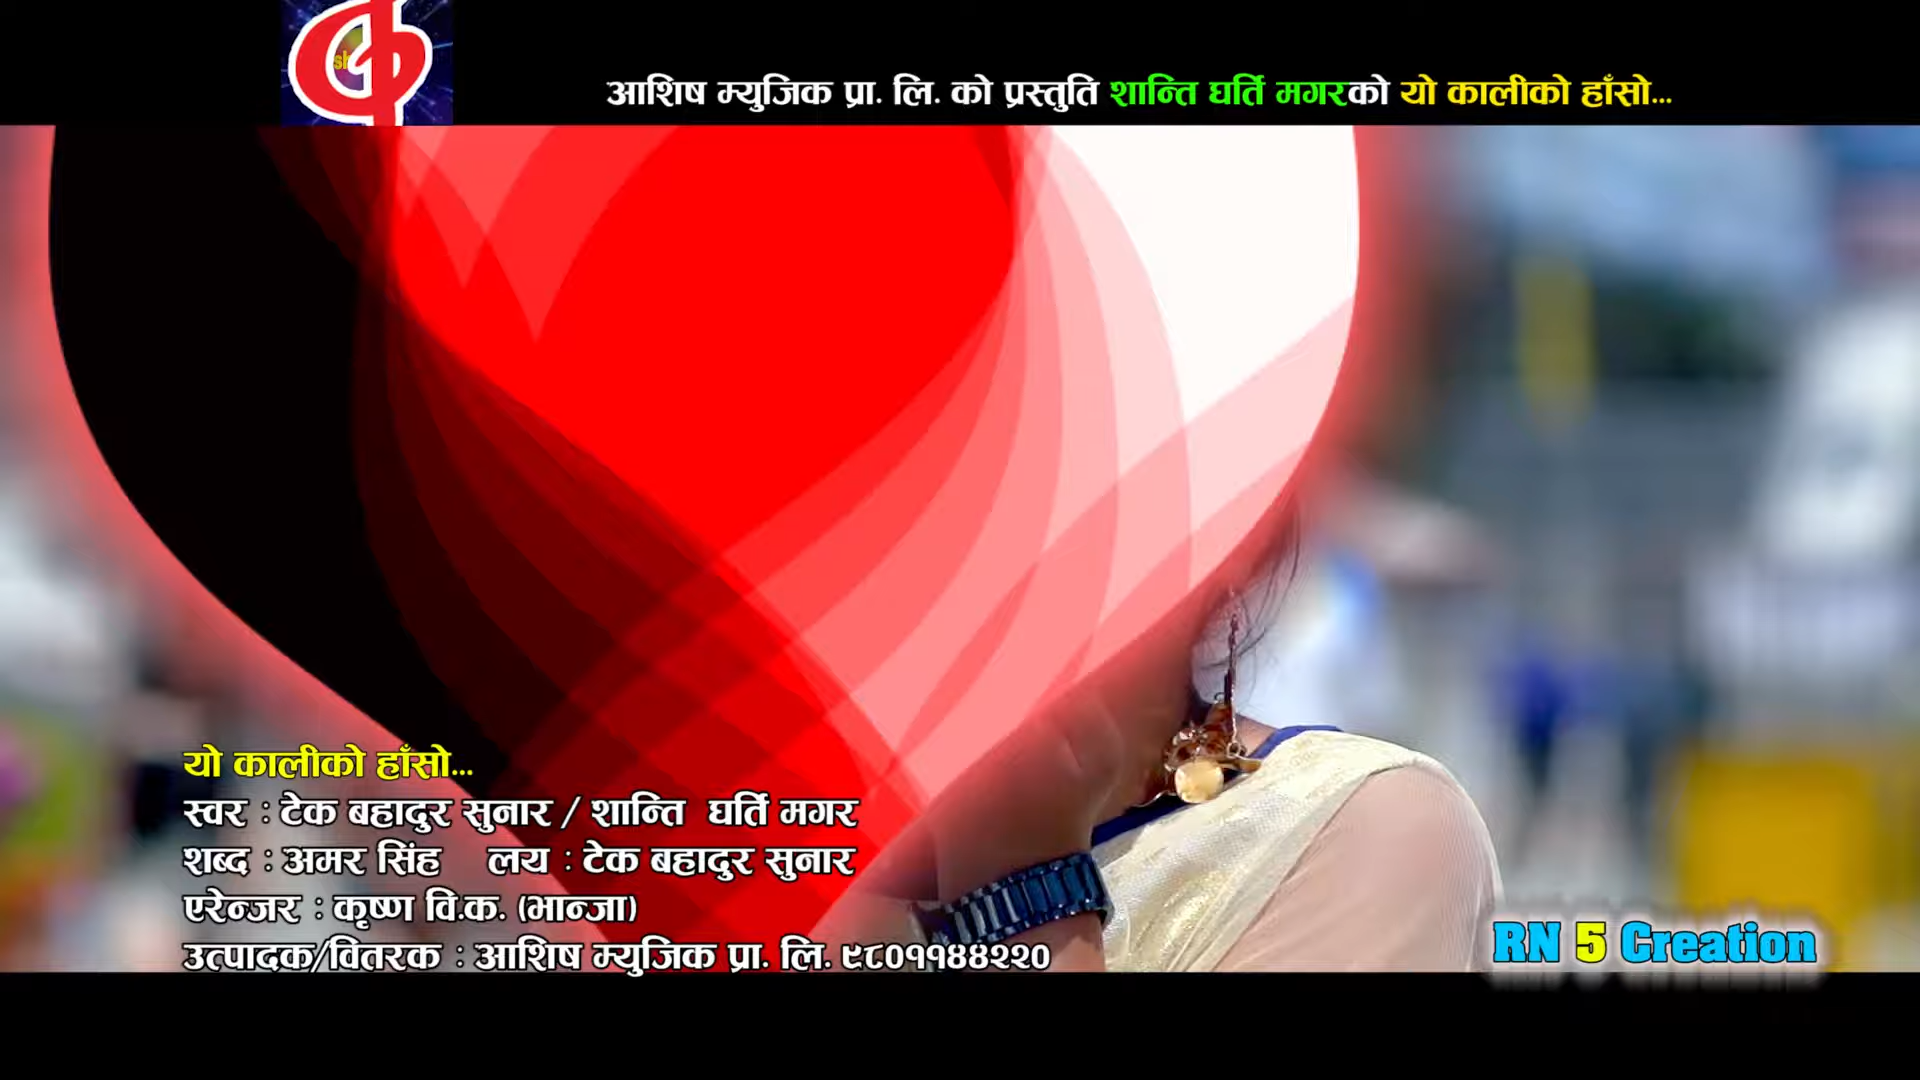 आशिष म्युजिक प्रा. लि. को प्रस्तुति शान्ति घर्ति मगरको यो कालीको हाँसो...
यो कालीको हाँसो...
स्वर : टेक बहादुर सुनार / शान्ति घर्ति मगर
शब्द : अमर सिंह लय : टेक बहादुर सुनार
एरेन्जर : कृष्ण वि.क. (भान्जा)
उत्पादक/वितरक : आशिष म्युजिक प्रा. लि. ९८०११४४२२०
RN 5 Creation